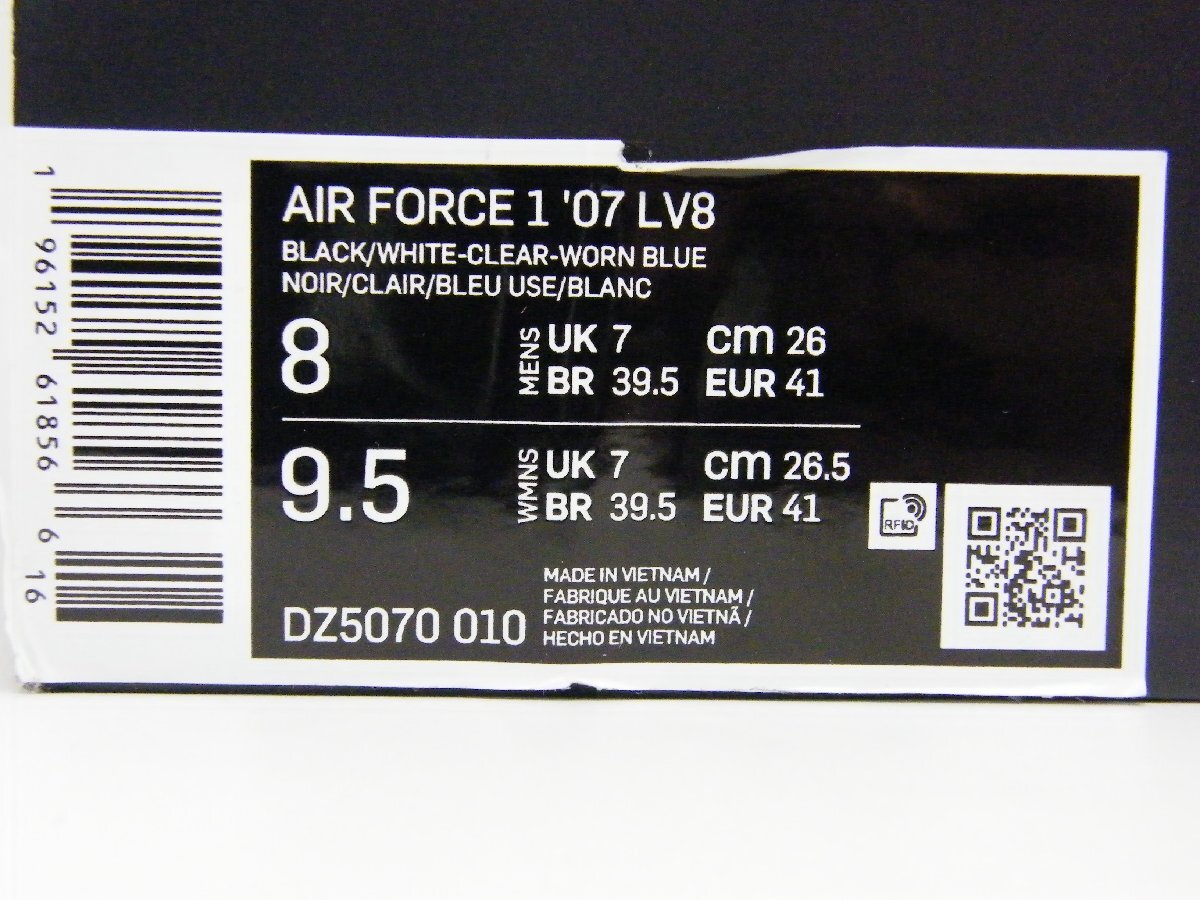 AIR FORCE 1 '07 LV8
BLACK/WHITE-CLEAR-WORN BLUE
NOIR/CLAIR/BLEU USE/BLANC
8 MENS UK 7 cm 26
BR 39.5 EUR 41
9.5 WMNS UK 7 cm 26.5
BR 39.5 EUR 41
RFID
DZ5070 010
MADE IN VIETNAM /
FABRIQUE AU VIETNAM /
FABRICADO NO VIETNÃ /
HECHO EN VIETNAM
1 96152 61856 6 16